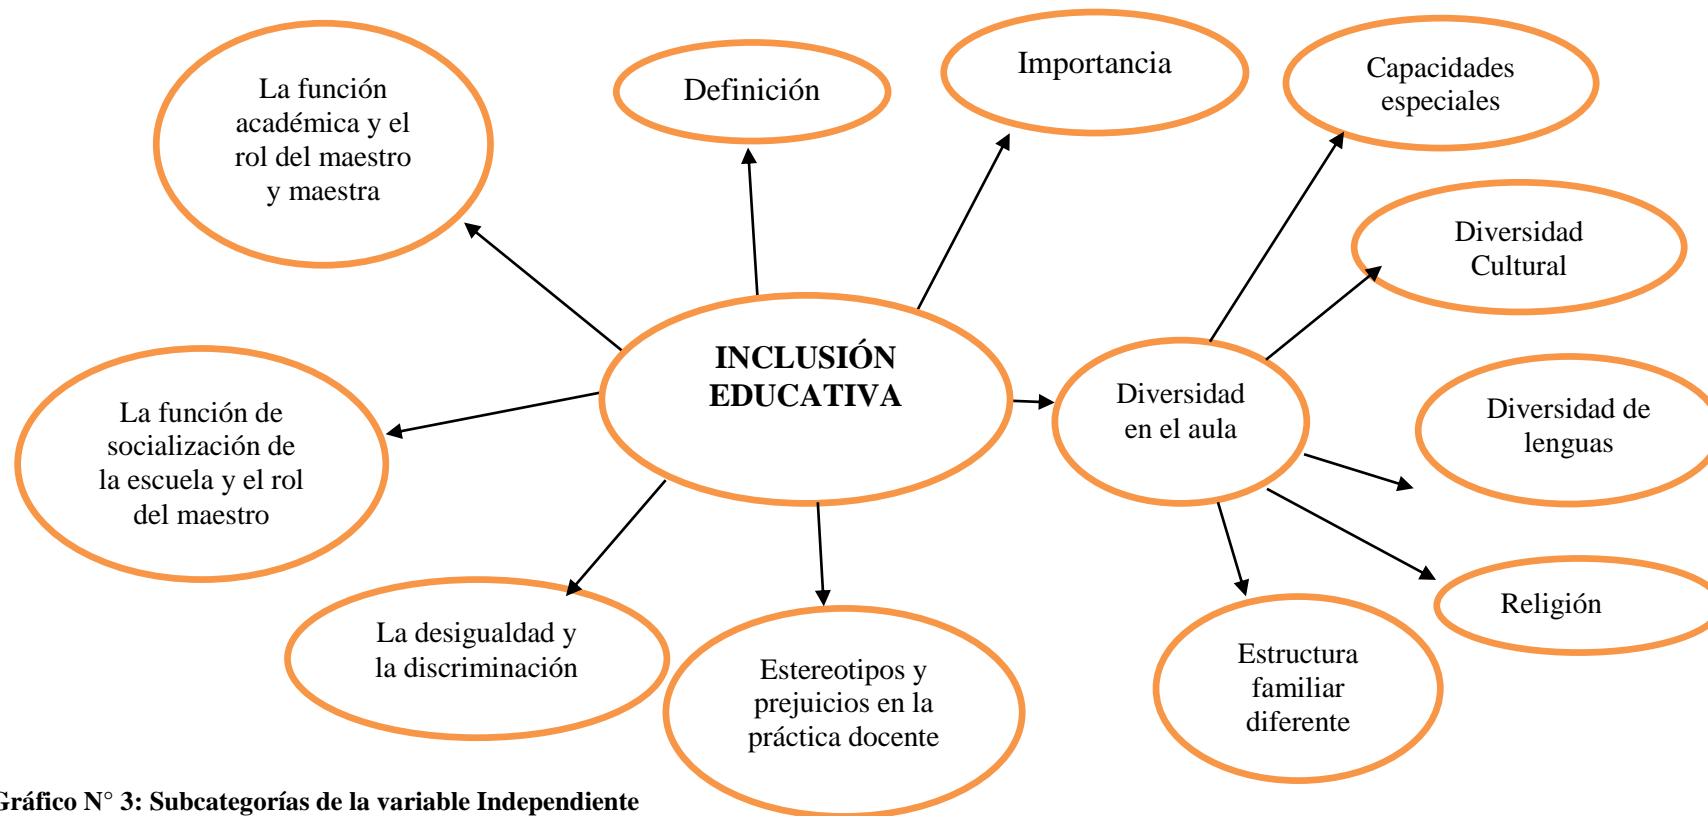 La función
académica y el
rol del maestro
y maestra
Definición
Importancia
Capacidades
especiales
Diversidad
Cultural
INCLUSIÓN
EDUCATIVA
Diversidad
en el aula
Diversidad de
lenguas
La función de
socialización de
la escuela y el rol
del maestro
La desigualdad y
la discriminación
Estereotipos y
prejuicios en la
práctica docente
Estructura
familiar
diferente
Religión
Gráfico N° 3: Subcategorías de la variable Independiente